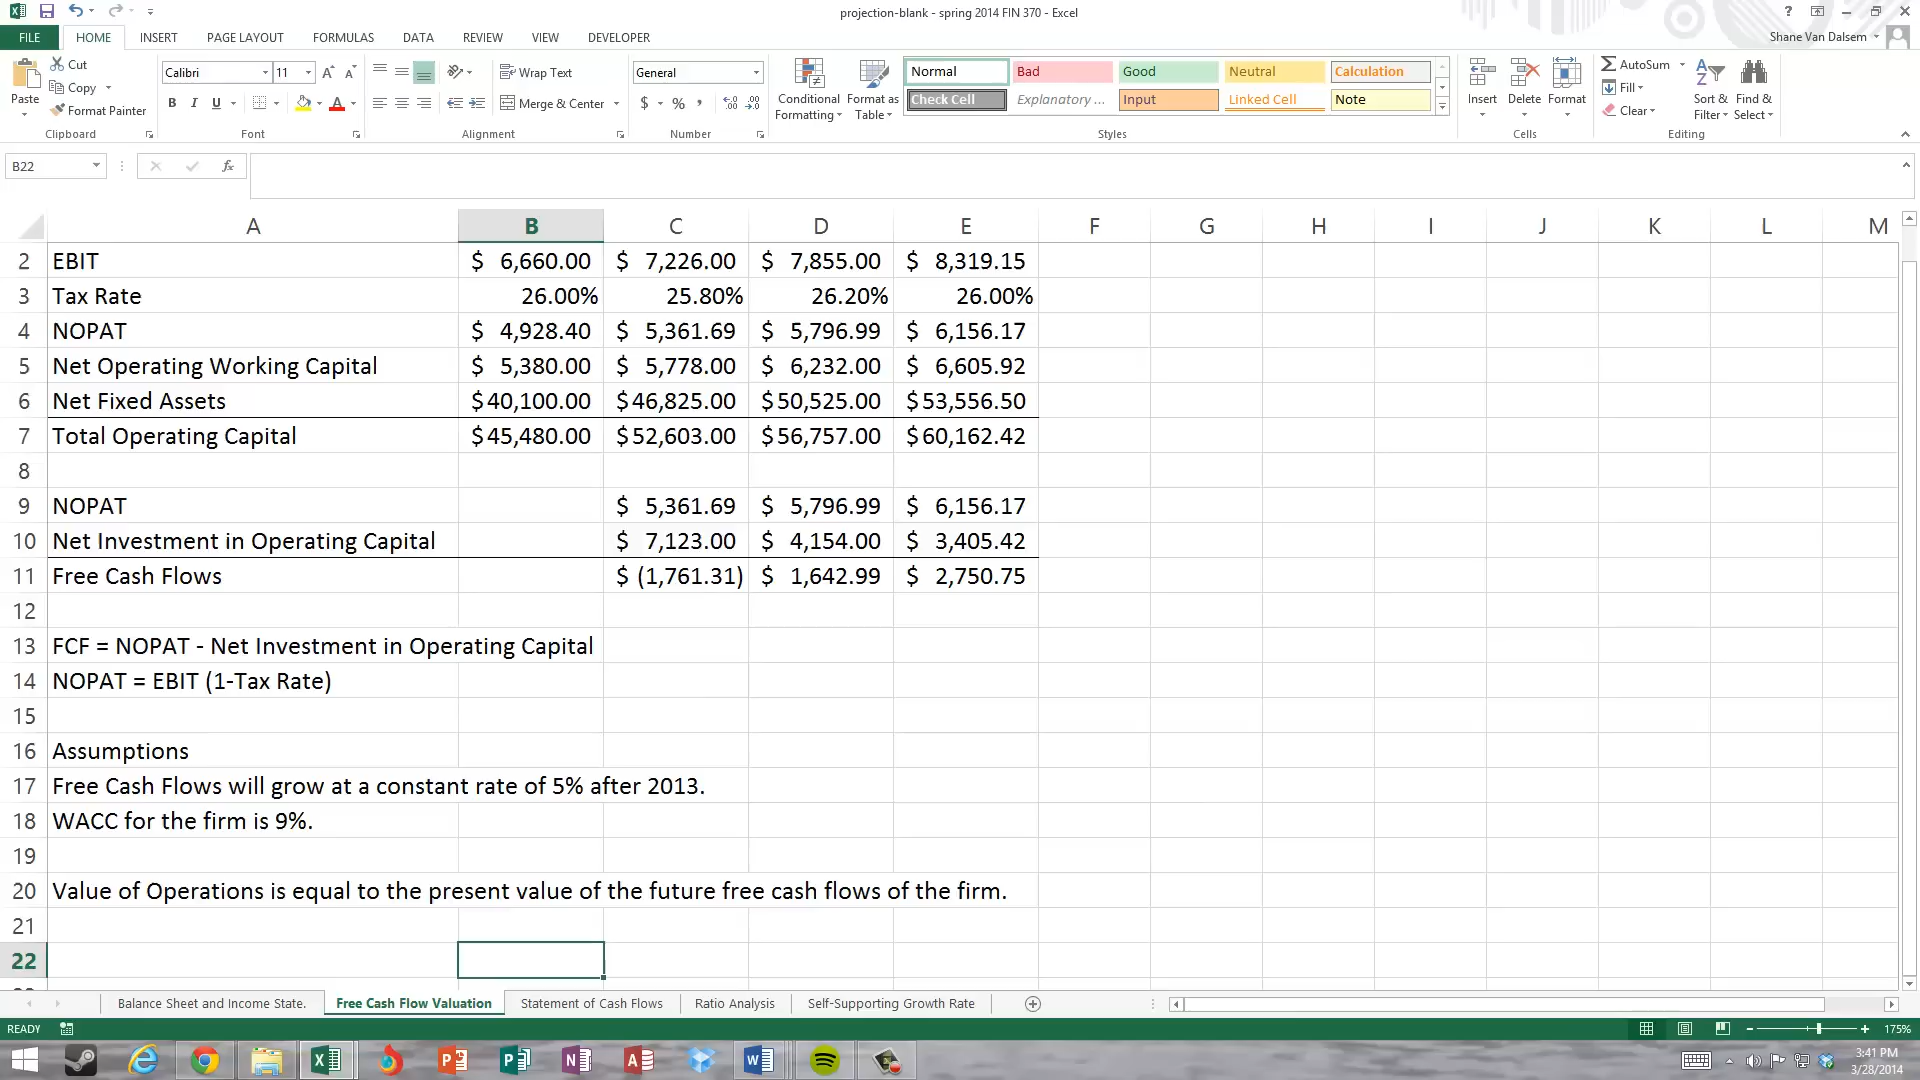 projection-blank - spring 2014 FIN 370 - Excel
FILE HOME INSERT PAGE LAYOUT FORMULAS DATA REVIEW VIEW DEVELOPER Shane Van Dalsem
Paste Cut Copy Format Painter Clipboard
Calibri 11 B I U A Font
Wrap Text Merge & Center Alignment
General $ % , Number
Conditional Formatting Format as Table
Normal Bad Good Neutral Calculation
Check Cell Explanatory ... Input Linked Cell Note
Styles
Insert Delete Format Cells
AutoSum Fill Clear Sort & Filter Find & Select Editing
B22 fx
A B C D E F G H I J K L M
2 EBIT $ 6,660.00 $ 7,226.00 $ 7,855.00 $ 8,319.15
3 Tax Rate 26.00% 25.80% 26.20% 26.00%
4 NOPAT $ 4,928.40 $ 5,361.69 $ 5,796.99 $ 6,156.17
5 Net Operating Working Capital $ 5,380.00 $ 5,778.00 $ 6,232.00 $ 6,605.92
6 Net Fixed Assets $40,100.00 $46,825.00 $50,525.00 $53,556.50
7 Total Operating Capital $45,480.00 $52,603.00 $56,757.00 $60,162.42
8
9 NOPAT $ 5,361.69 $ 5,796.99 $ 6,156.17
10 Net Investment in Operating Capital $ 7,123.00 $ 4,154.00 $ 3,405.42
11 Free Cash Flows $ (1,761.31) $ 1,642.99 $ 2,750.75
12
13 FCF = NOPAT - Net Investment in Operating Capital
14 NOPAT = EBIT (1-Tax Rate)
15
16 Assumptions
17 Free Cash Flows will grow at a constant rate of 5% after 2013.
18 WACC for the firm is 9%.
19
20 Value of Operations is equal to the present value of the future free cash flows of the firm.
21
22
Balance Sheet and Income State. Free Cash Flow Valuation Statement of Cash Flows Ratio Analysis Self-Supporting Growth Rate
READY 175%
3:41 PM
3/28/2014